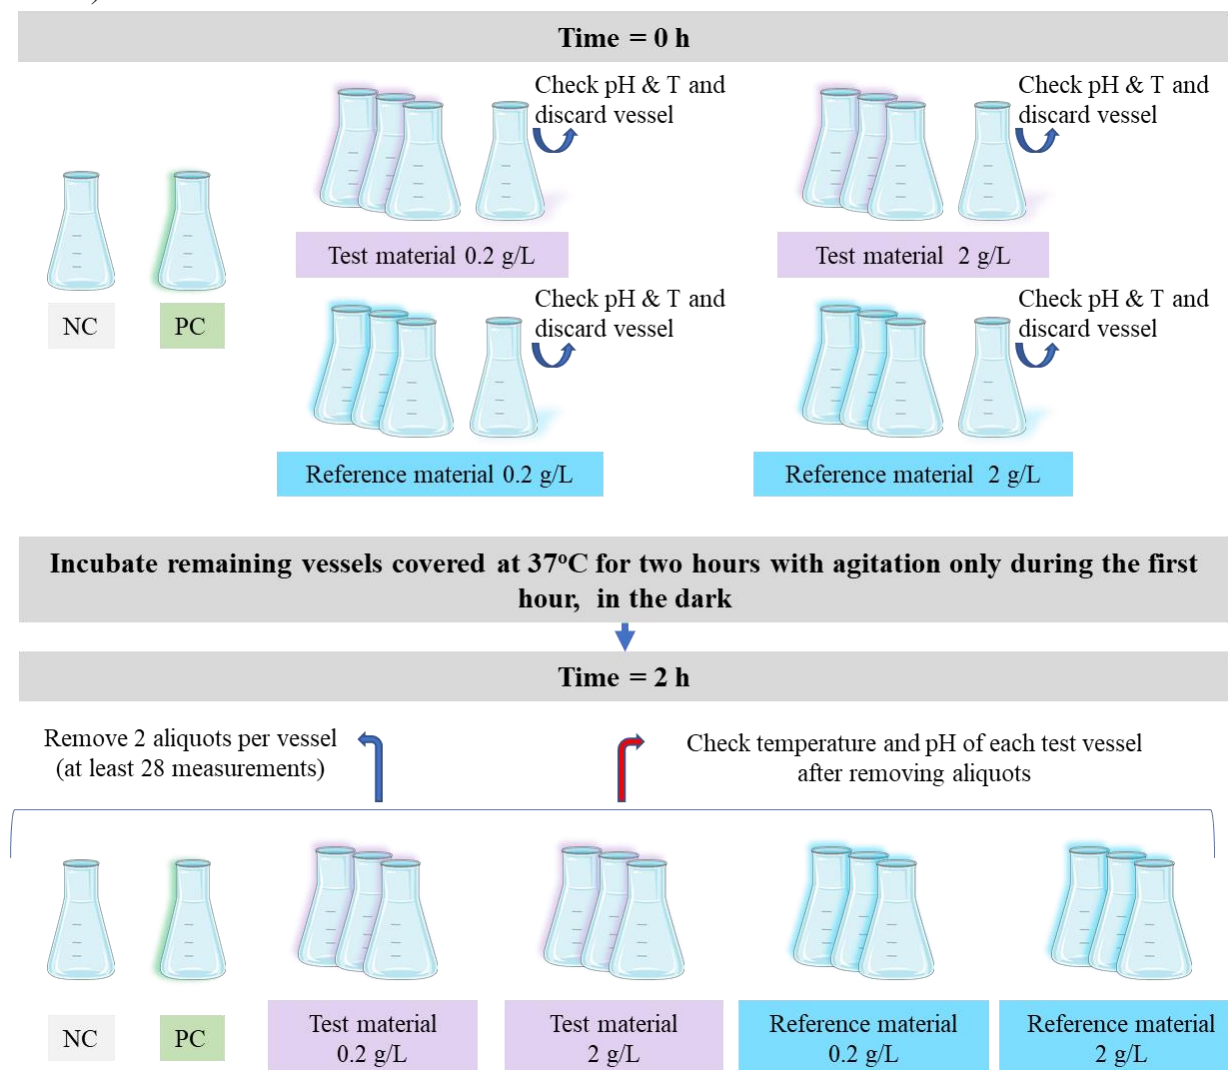 Time = 0 h
Check pH & T and
discard vessel
Check pH & T and
discard vessel
Test material 0.2 g/L
Test material 2 g/L
NC
PC
Check pH & T and
discard vessel
Check pH & T and
discard vessel
Reference material 0.2 g/L
Reference material 2 g/L
Incubate remaining vessels covered at 37ºC for two hours with agitation only during the first
hour, in the dark
Time = 2 h
Remove 2 aliquots per vessel
(at least 28 measurements)
Check temperature and pH of each test vessel
after removing aliquots
NC
PC
Test material
0.2 g/L
Test material
2 g/L
Reference material
0.2 g/L
Reference material
2 g/L